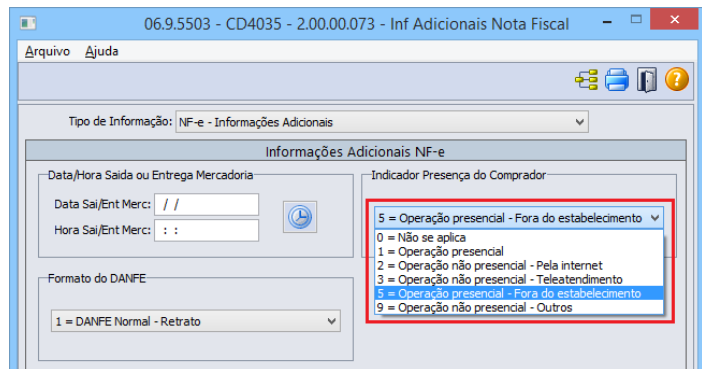 06.9.5503 - CD4035 - 2.00.00.073 - Inf Adicionais Nota Fiscal
Arquivo Ajuda
Tipo de Informação: NF-e - Informações Adicionais
Informações Adicionais NF-e
Data/Hora Saida ou Entrega Mercadoria
Data Sai/Ent Merc: / /
Hora Sai/Ent Merc: : :
Indicador Presença do Comprador
5 = Operação presencial - Fora do estabelecimento
0 = Não se aplica
1 = Operação presencial
2 = Operação não presencial - Pela internet
3 = Operação não presencial - Teleatendimento
5 = Operação presencial - Fora do estabelecimento
9 = Operação não presencial - Outros
Formato do DANFE
1 = DANFE Normal - Retrato